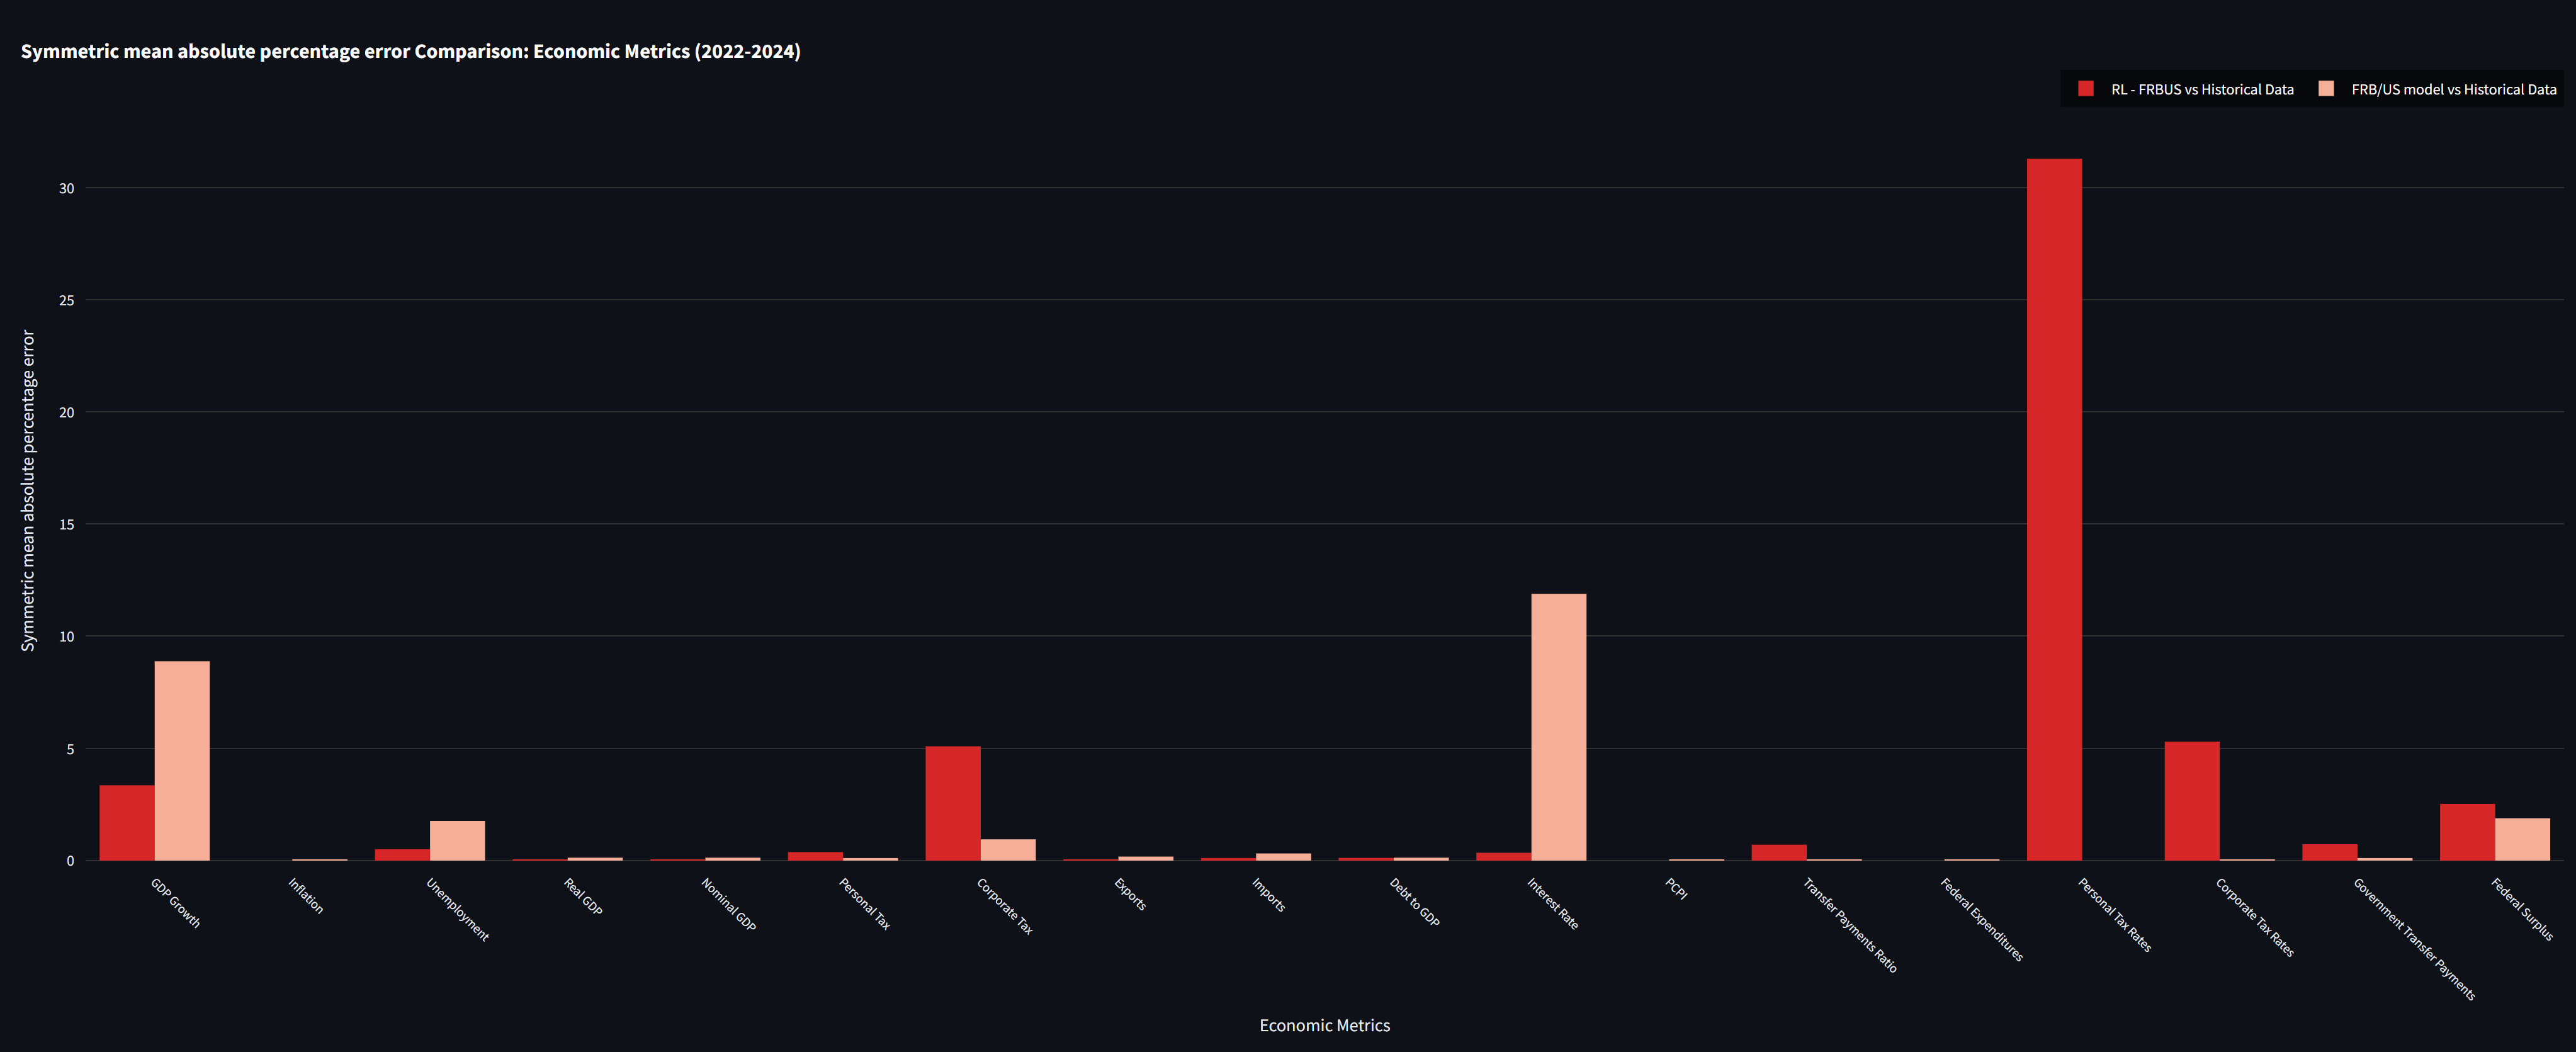 Symmetric mean absolute percentage error Comparison: Economic Metrics (2022-2024)
RL - FRBUS vs Historical Data
FRB/US model vs Historical Data
Symmetric mean absolute percentage error
30
25
20
15
10
5
0
GDP Growth
Inflation
Unemployment
Real GDP
Nominal GDP
Personal Tax
Corporate Tax
Exports
Imports
Debt to GDP
Interest Rate
PCPI
Transfer Payments Ratio
Federal Expenditures
Personal Tax Rates
Corporate Tax Rates
Government Transfer Payments
Federal Surplus
Economic Metrics